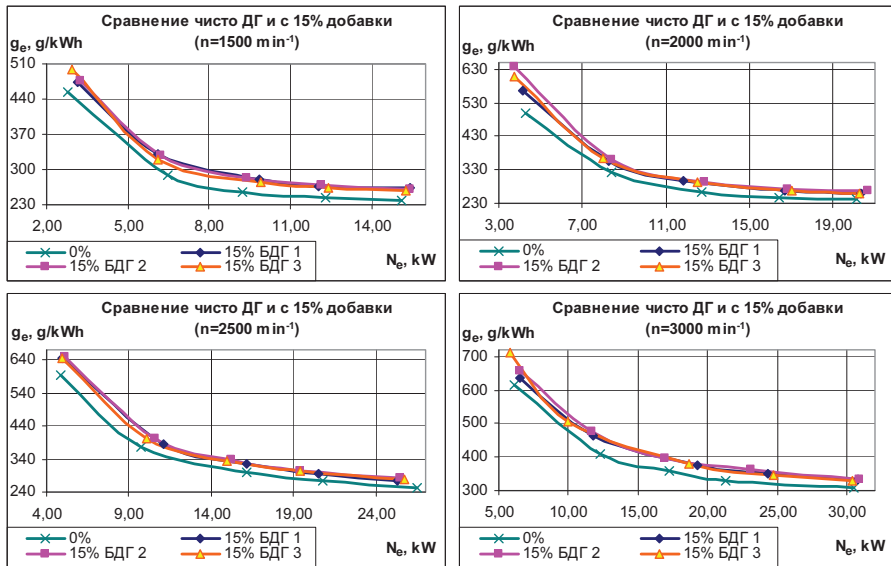 Сравнение чисто ДГ и с 15% добавки
(n=1500 min⁻¹)
gₑ, g/kWh
510
440
370
300
230
2,00 5,00 8,00 11,00 14,00
Nₑ, kW
0% 15% БДГ 1
15% БДГ 2 15% БДГ 3
Сравнение чисто ДГ и с 15% добавки
(n=2000 min⁻¹)
gₑ, g/kWh
630
530
430
330
230
3,00 7,00 11,00 15,00 19,00
Nₑ, kW
0% 15% БДГ 1
15% БДГ 2 15% БДГ 3
Сравнение чисто ДГ и с 15% добавки
(n=2500 min⁻¹)
gₑ, g/kWh
640
540
440
340
240
4,00 9,00 14,00 19,00 24,00
Nₑ, kW
0% 15% БДГ 1
15% БДГ 2 15% БДГ 3
Сравнение чисто ДГ и с 15% добавки
(n=3000 min⁻¹)
gₑ, g/kWh
700
600
500
400
300
5,00 10,00 15,00 20,00 25,00 30,00
Nₑ, kW
0% 15% БДГ 1
15% БДГ 2 15% БДГ 3